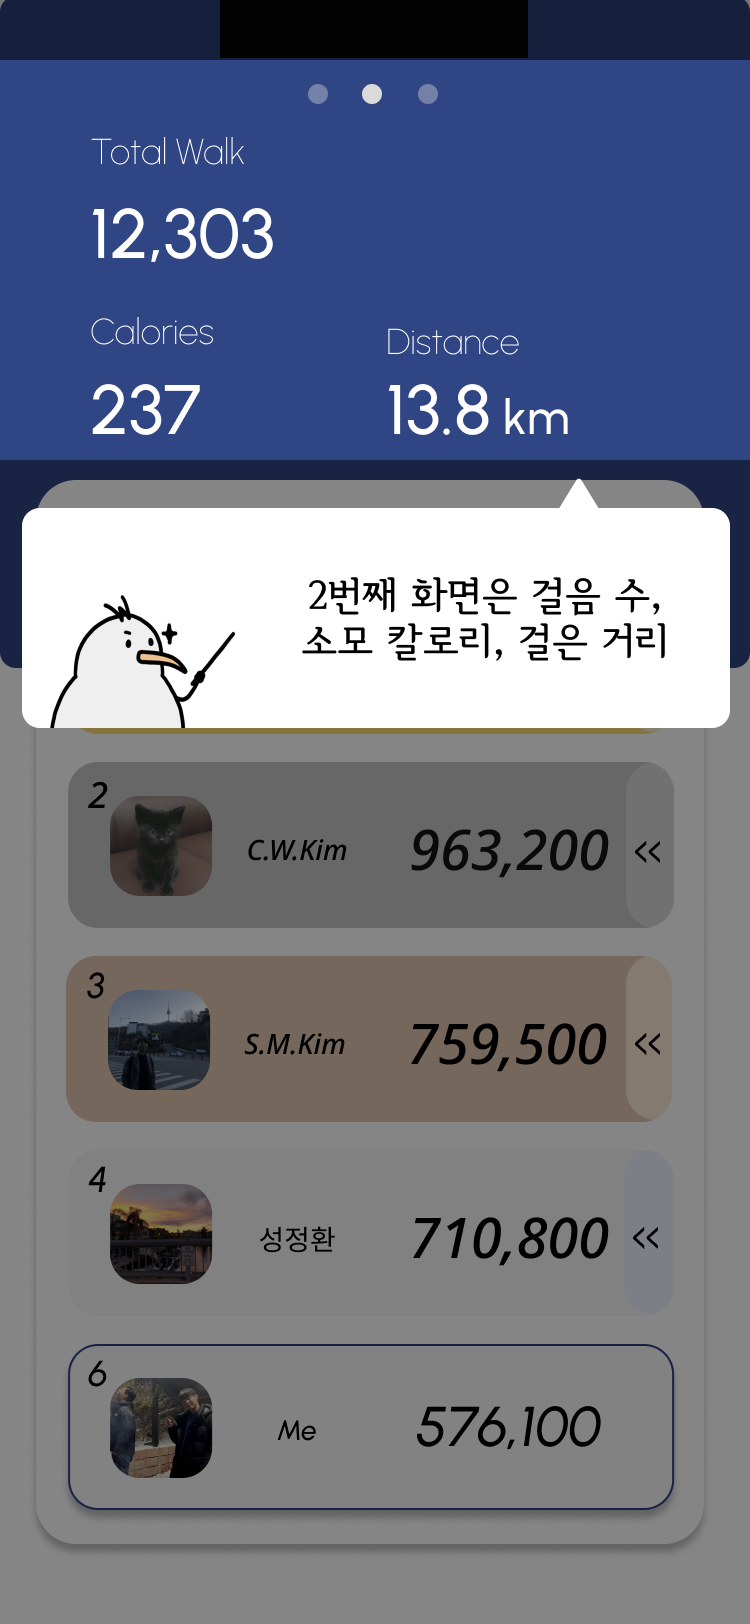 Total Walk
12,303
Calories
Distance
237
13.8 km
2번째 화면은 걸음 수,
소모 칼로리, 걸은 거리
2
C.W.Kim
963,200
<<
3
S.M.Kim
759,500
<<
4
성정환
710,800
<<
6
Me
576,100